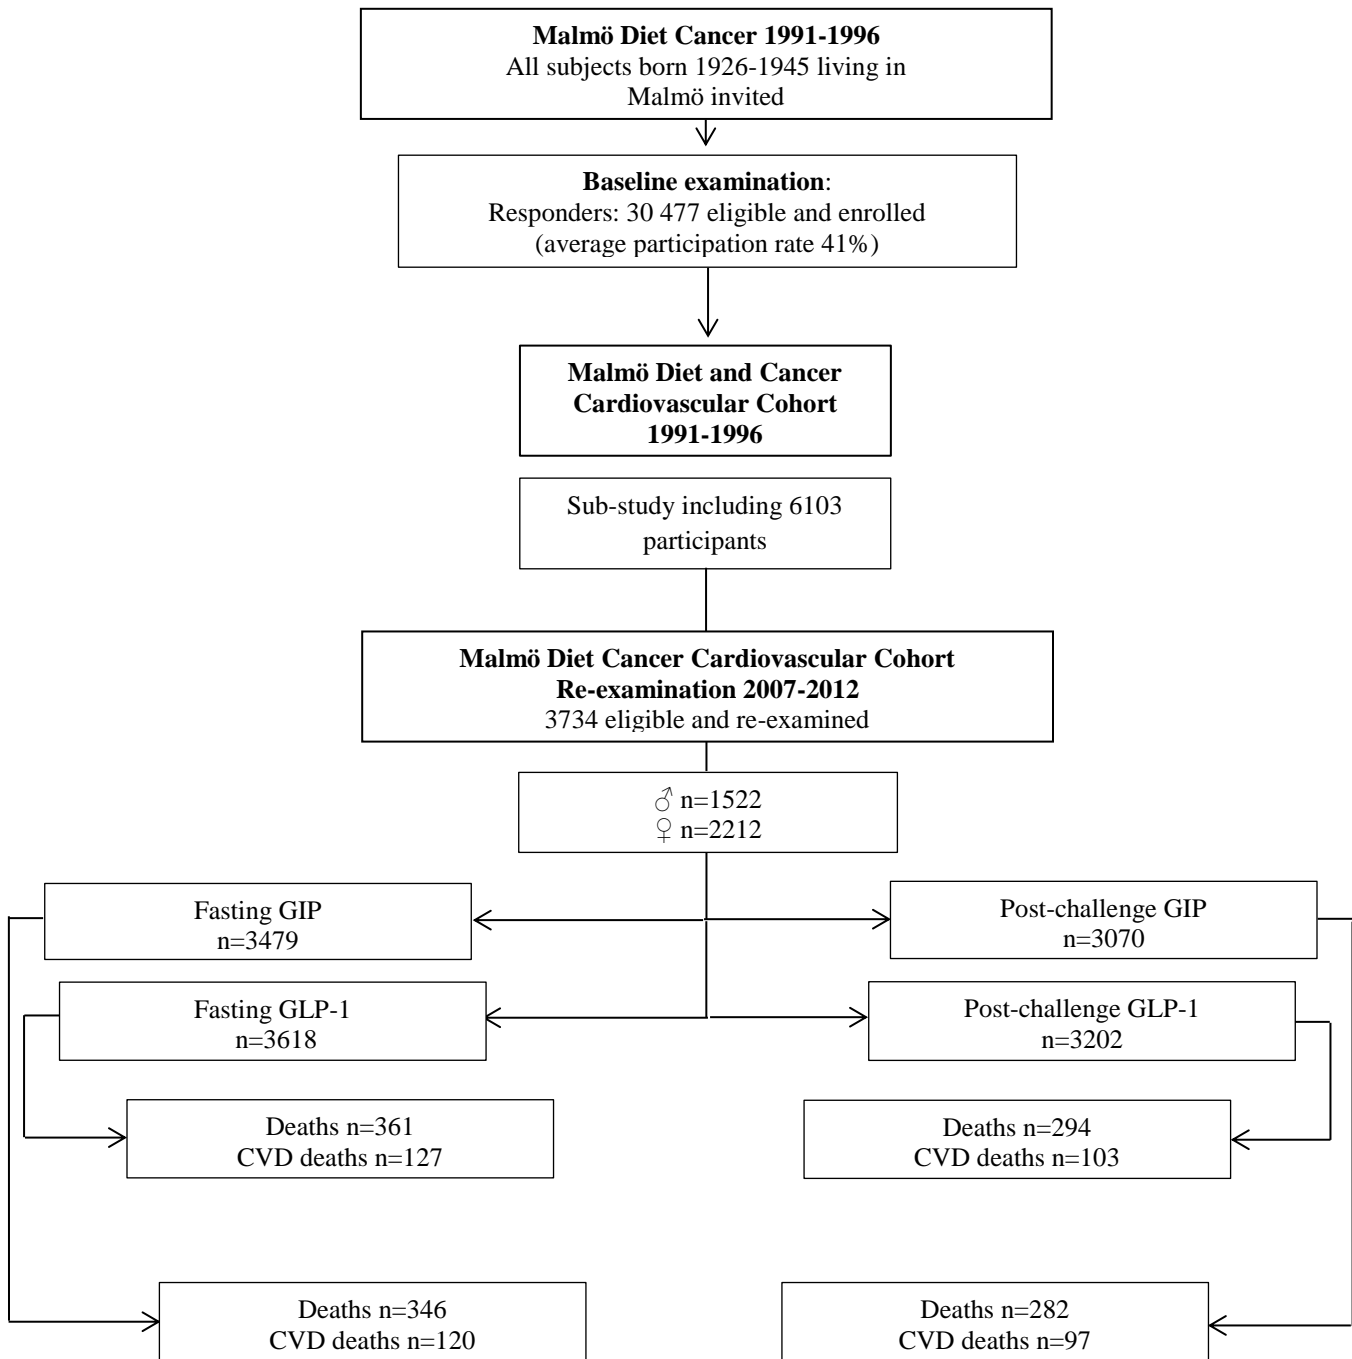 Malmö Diet Cancer 1991-1996
All subjects born 1926-1945 living in
Malmö invited
Baseline examination:
Responders: 30 477 eligible and enrolled
(average participation rate 41%)
Malmö Diet and Cancer
Cardiovascular Cohort
1991-1996
Sub-study including 6103
participants
Malmö Diet Cancer Cardiovascular Cohort
Re-examination 2007-2012
3734 eligible and re-examined
♂ n=1522
♀ n=2212
Fasting GIP
n=3479
Post-challenge GIP
n=3070
Fasting GLP-1
n=3618
Post-challenge GLP-1
n=3202
Deaths n=361
CVD deaths n=127
Deaths n=294
CVD deaths n=103
Deaths n=346
CVD deaths n=120
Deaths n=282
CVD deaths n=97